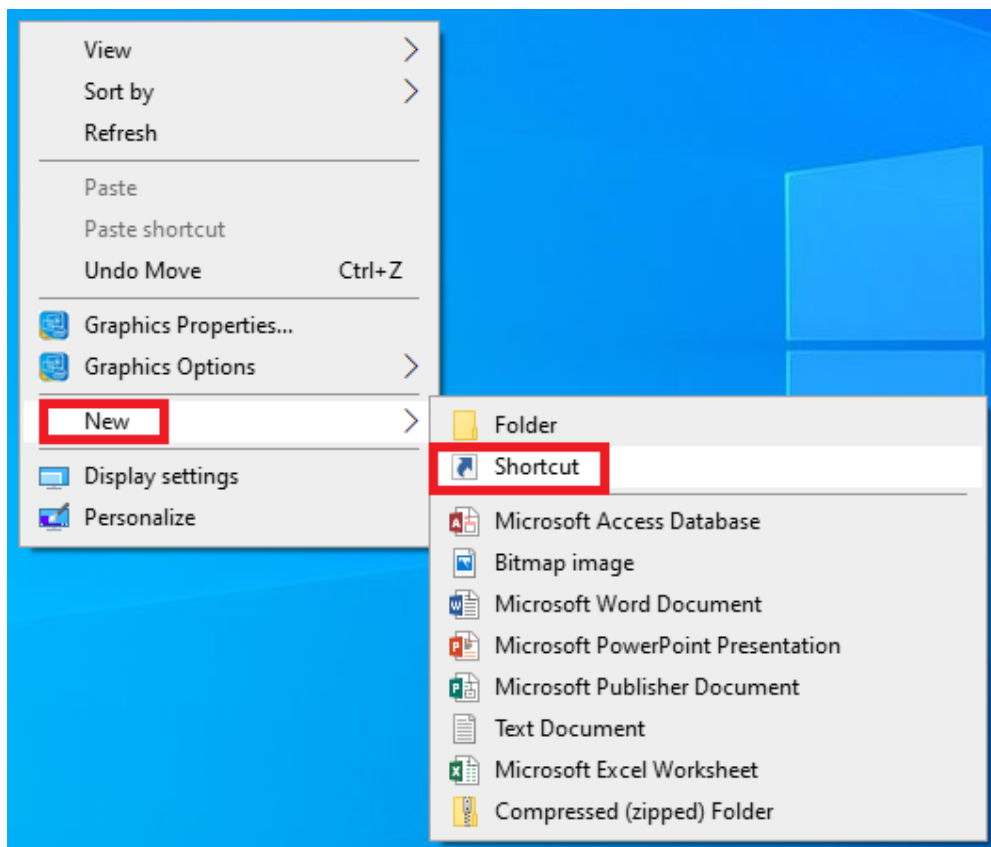 View
Sort by
Refresh
Paste
Paste shortcut
Undo Move Ctrl+Z
Graphics Properties...
Graphics Options
New
Display settings
Personalize
Folder
Shortcut
Microsoft Access Database
Bitmap image
Microsoft Word Document
Microsoft PowerPoint Presentation
Microsoft Publisher Document
Text Document
Microsoft Excel Worksheet
Compressed (zipped) Folder